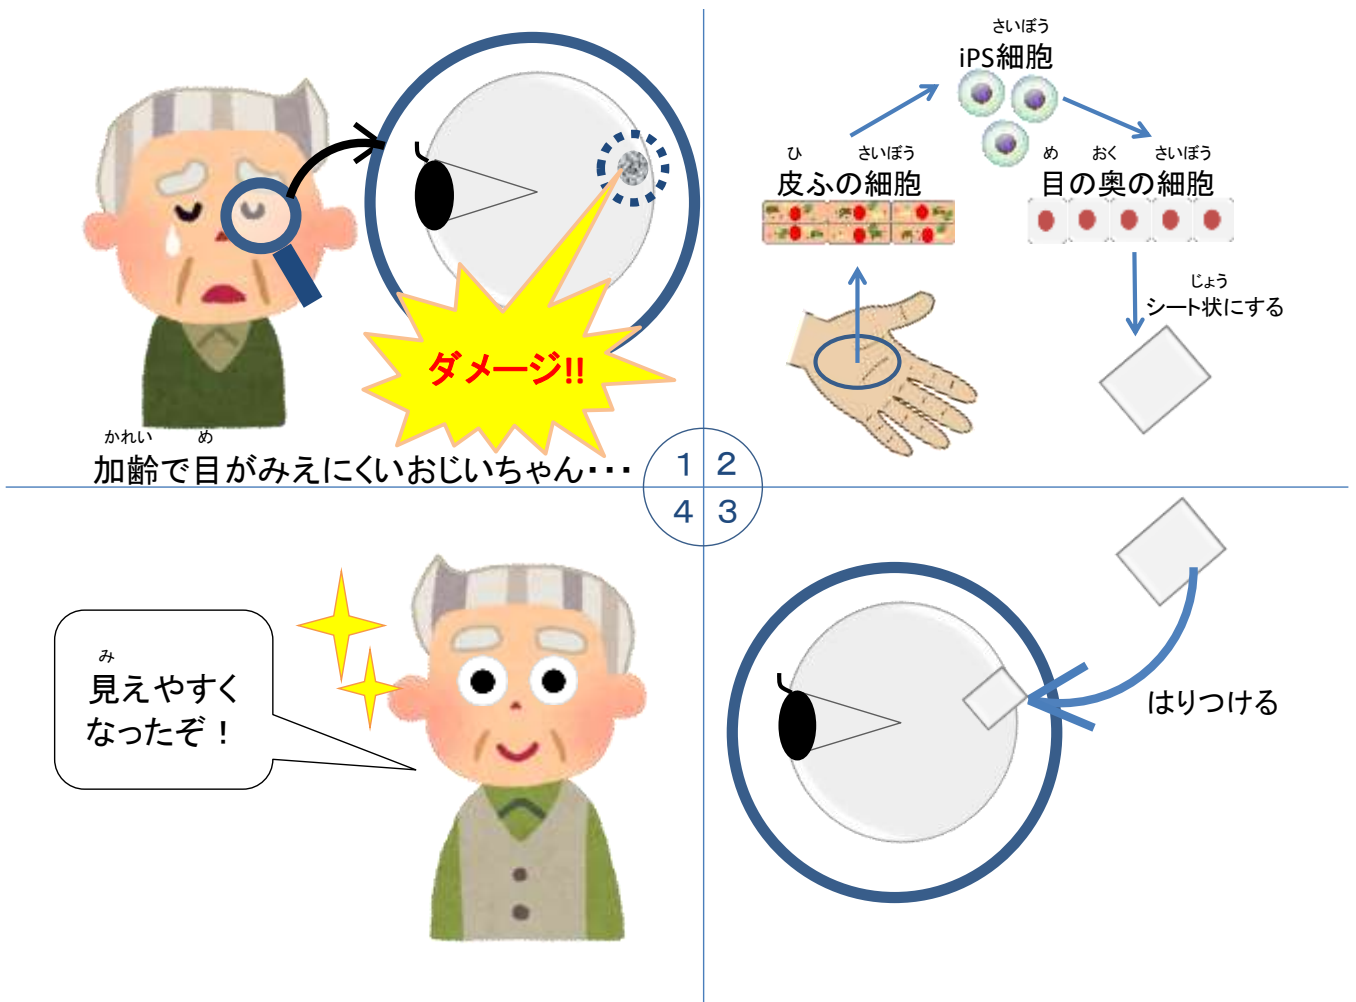 かれい　め
加齢で目がみえにくいおじいちゃん・・・
ダメージ!!
1 2
4 3
さいぼう
iPS細胞
ひ　さいぼう
皮ふの細胞
め　おく　さいぼう
目の奥の細胞
じょう
シート状にする
はりつける
み
見えやすく
なったぞ！